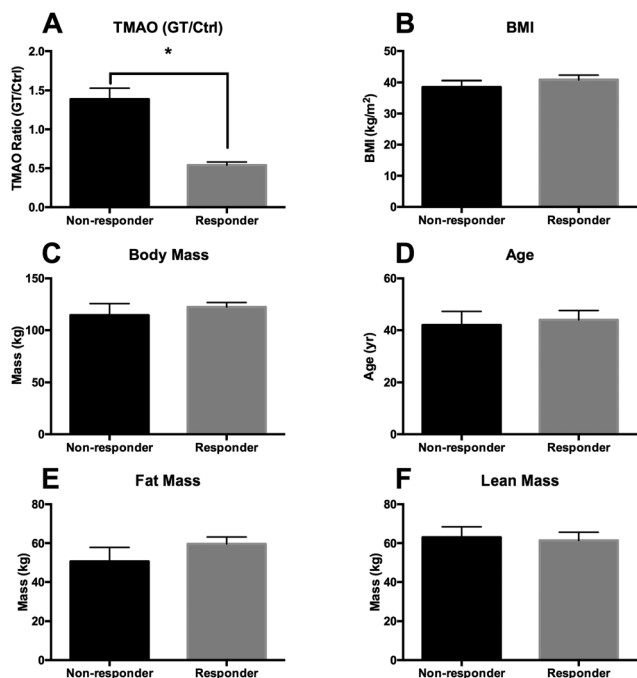 A
TMAO (GT/Ctrl)
*
TMAO Ratio (GT/Ctrl)
2.0
1.5
1.0
0.5
0.0
Non-responder
Responder
B
BMI
BMI (kg/m²)
50
40
30
20
10
0
Non-responder
Responder
C
Body Mass
Mass (kg)
150
100
50
0
Non-responder
Responder
D
Age
Age (yr)
60
40
20
0
Non-responder
Responder
E
Fat Mass
Mass (kg)
80
60
40
20
0
Non-responder
Responder
F
Lean Mass
Mass (kg)
80
60
40
20
0
Non-responder
Responder